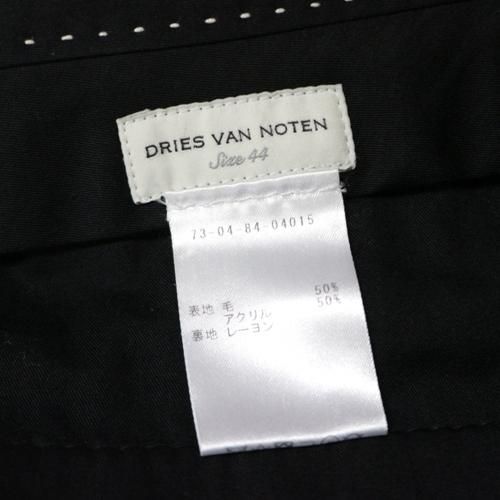 DRIES VAN NOTEN
Size 44
73-04-84-04015
表地 毛 50%
アクリル 50%
裏地 レーヨン